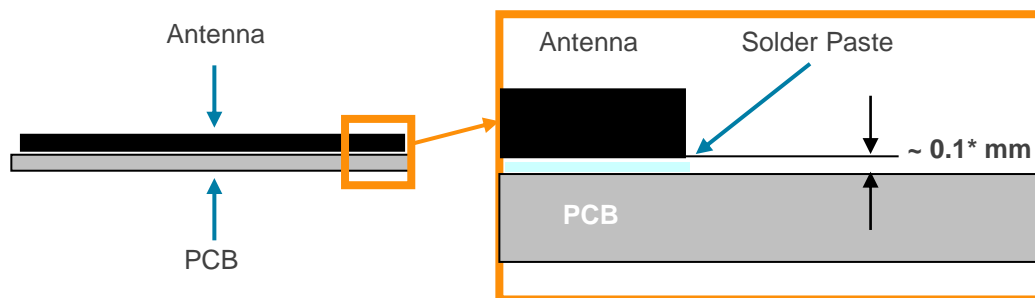 Antenna
PCB
Antenna
Solder Paste
~ 0.1* mm
PCB